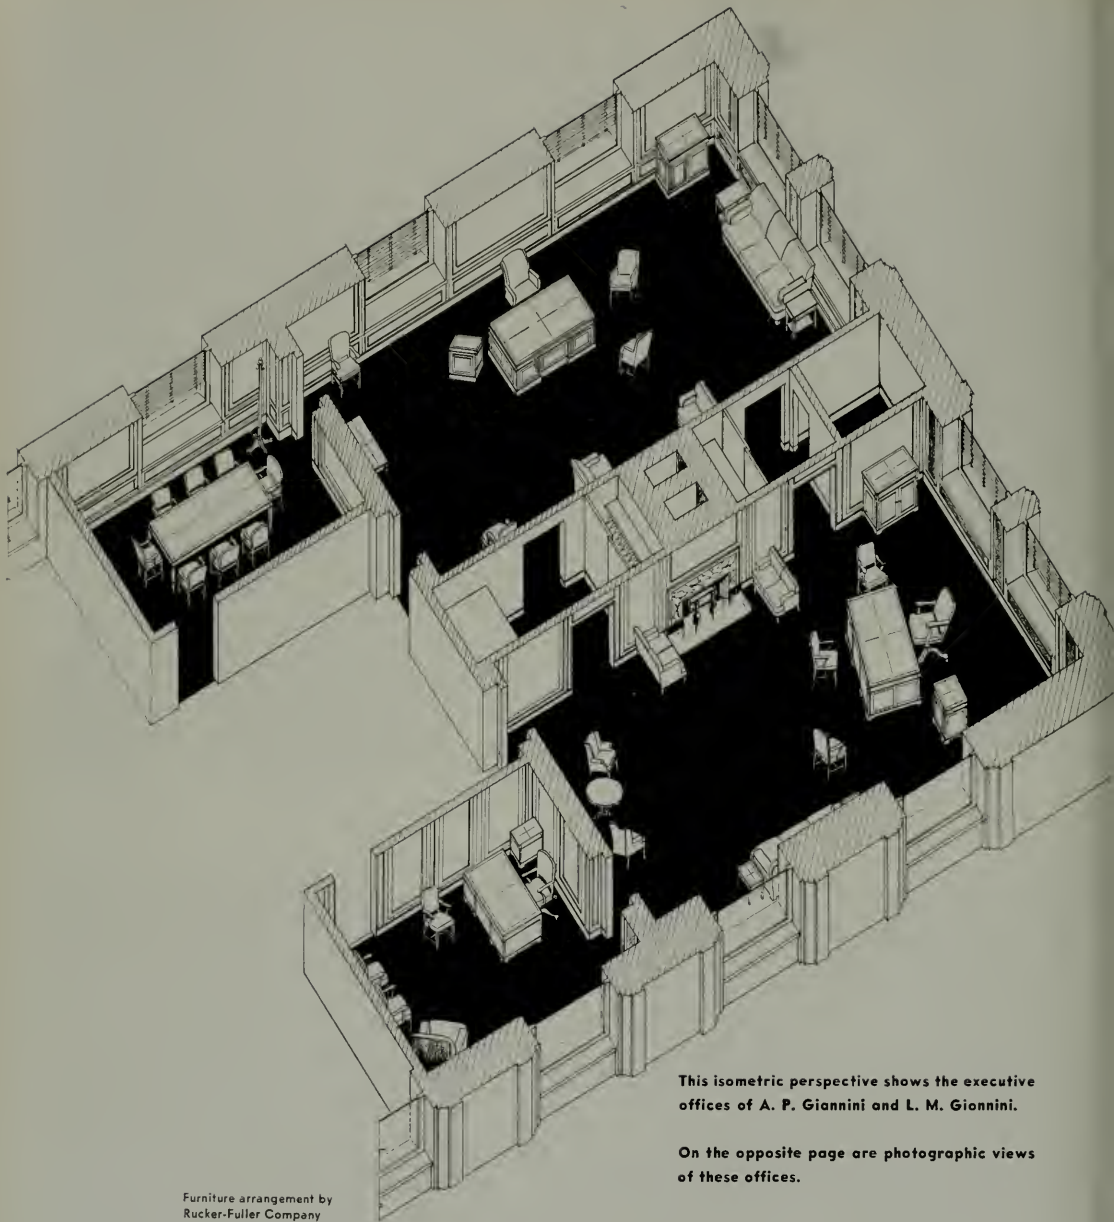 This isometric perspective shows the executive
offices of A. P. Giannini and L. M. Gionnini.
On the opposite page are photographic views
of these offices.
Furniture arrangement by
Rucker-Fuller Company